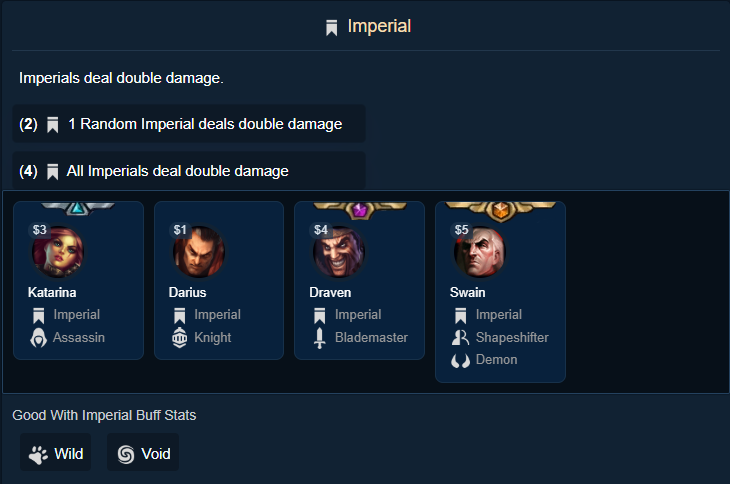 Imperial
Imperials deal double damage.
(2) 1 Random Imperial deals double damage
(4) All Imperials deal double damage
$3
Katarina
Imperial
Assassin
$1
Darius
Imperial
Knight
$4
Draven
Imperial
Blademaster
$5
Swain
Imperial
Shapeshifter
Demon
Good With Imperial Buff Stats
Wild
Void